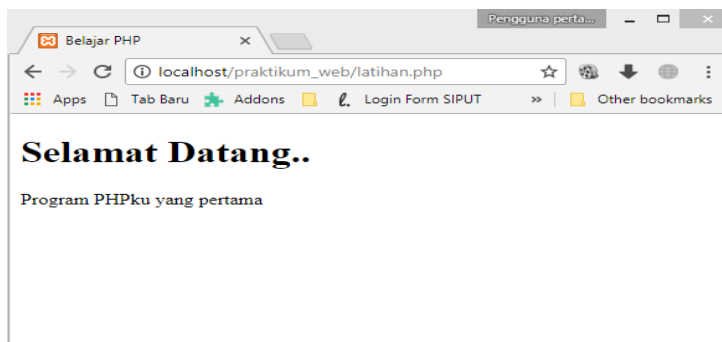 Pengguna perta...
Belajar PHP
localhost/praktikum_web/latihan.php
Apps Tab Baru Addons Login Form SIPUT » Other bookmarks
Selamat Datang..
Program PHPku yang pertama